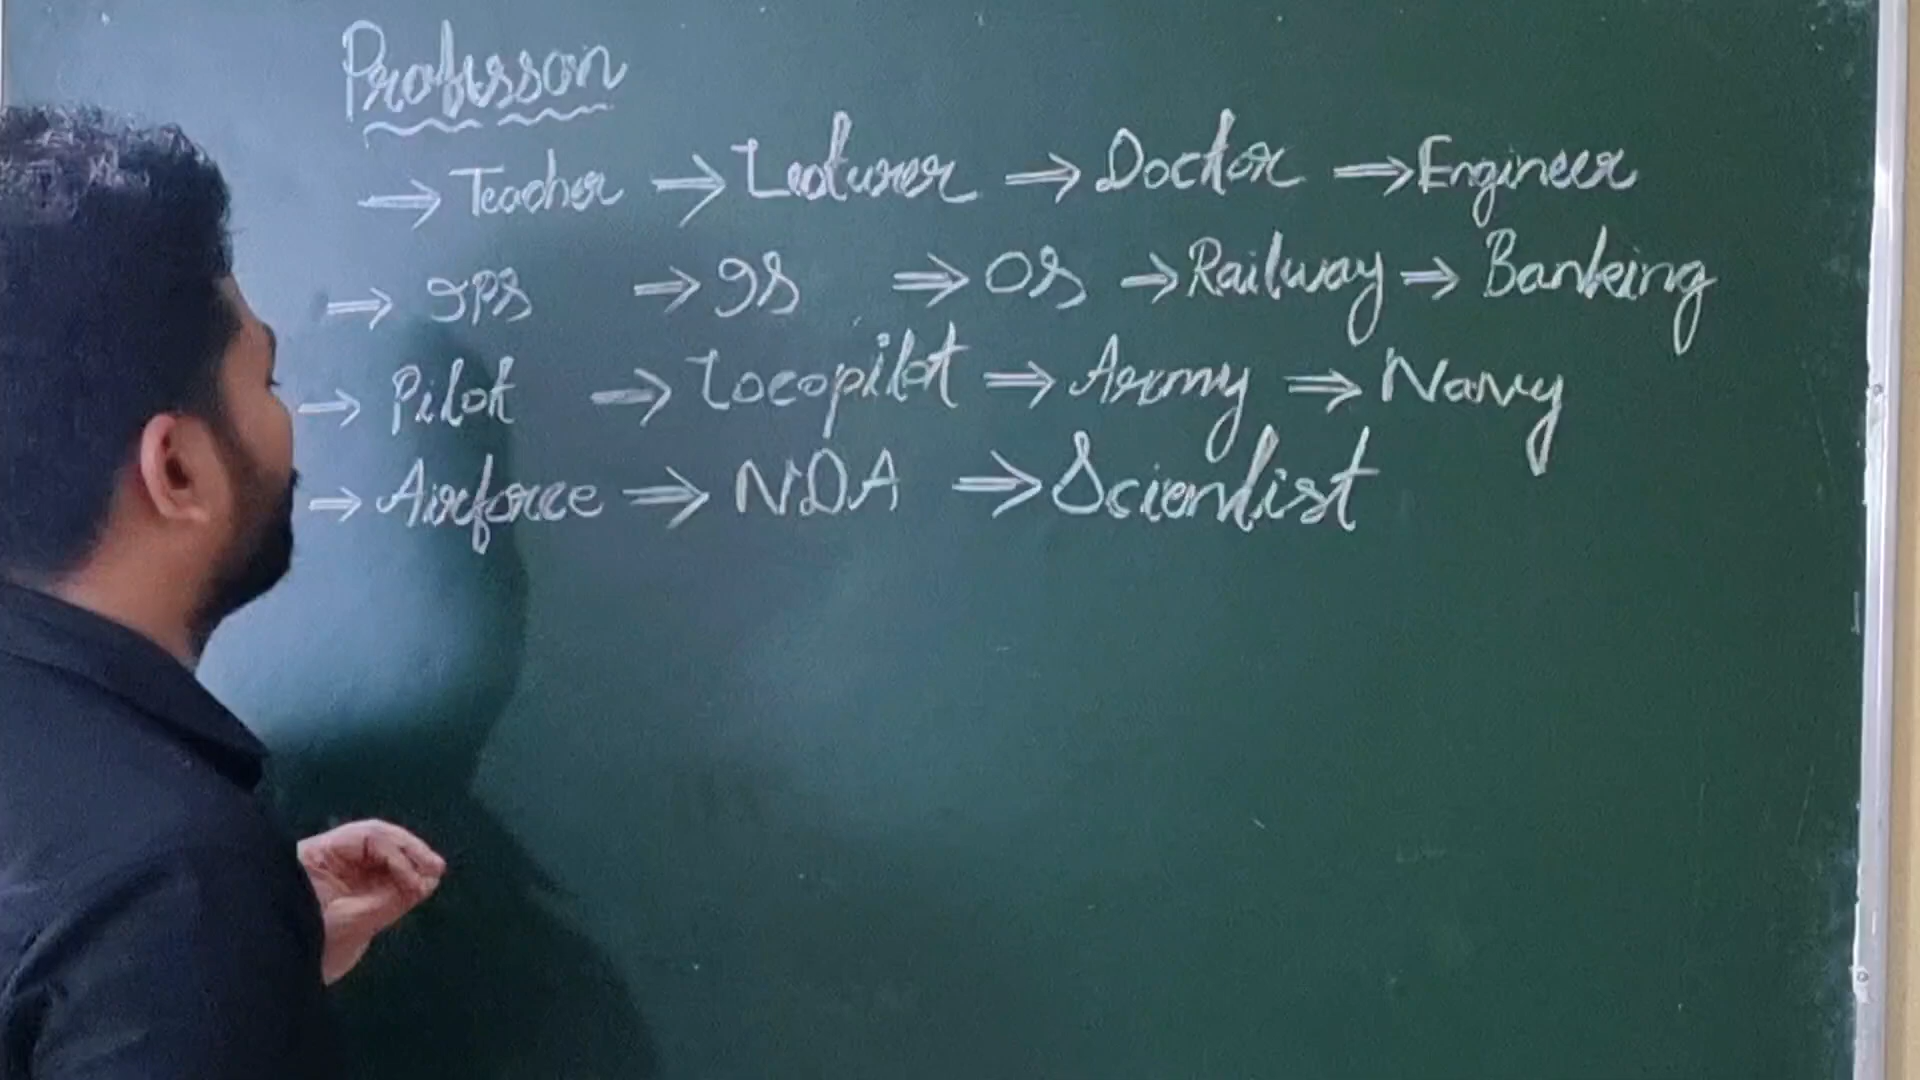 Professon
⇒ Teacher ⇒ Lecturer ⇒ Doctor ⇒ Engineer
⇒ IPS ⇒ IS ⇒ OS ⇒ Railway ⇒ Banking
⇒ Pilot ⇒ Locopilot ⇒ Army ⇒ Navy
⇒ Airforce ⇒ NDA ⇒ Scientist